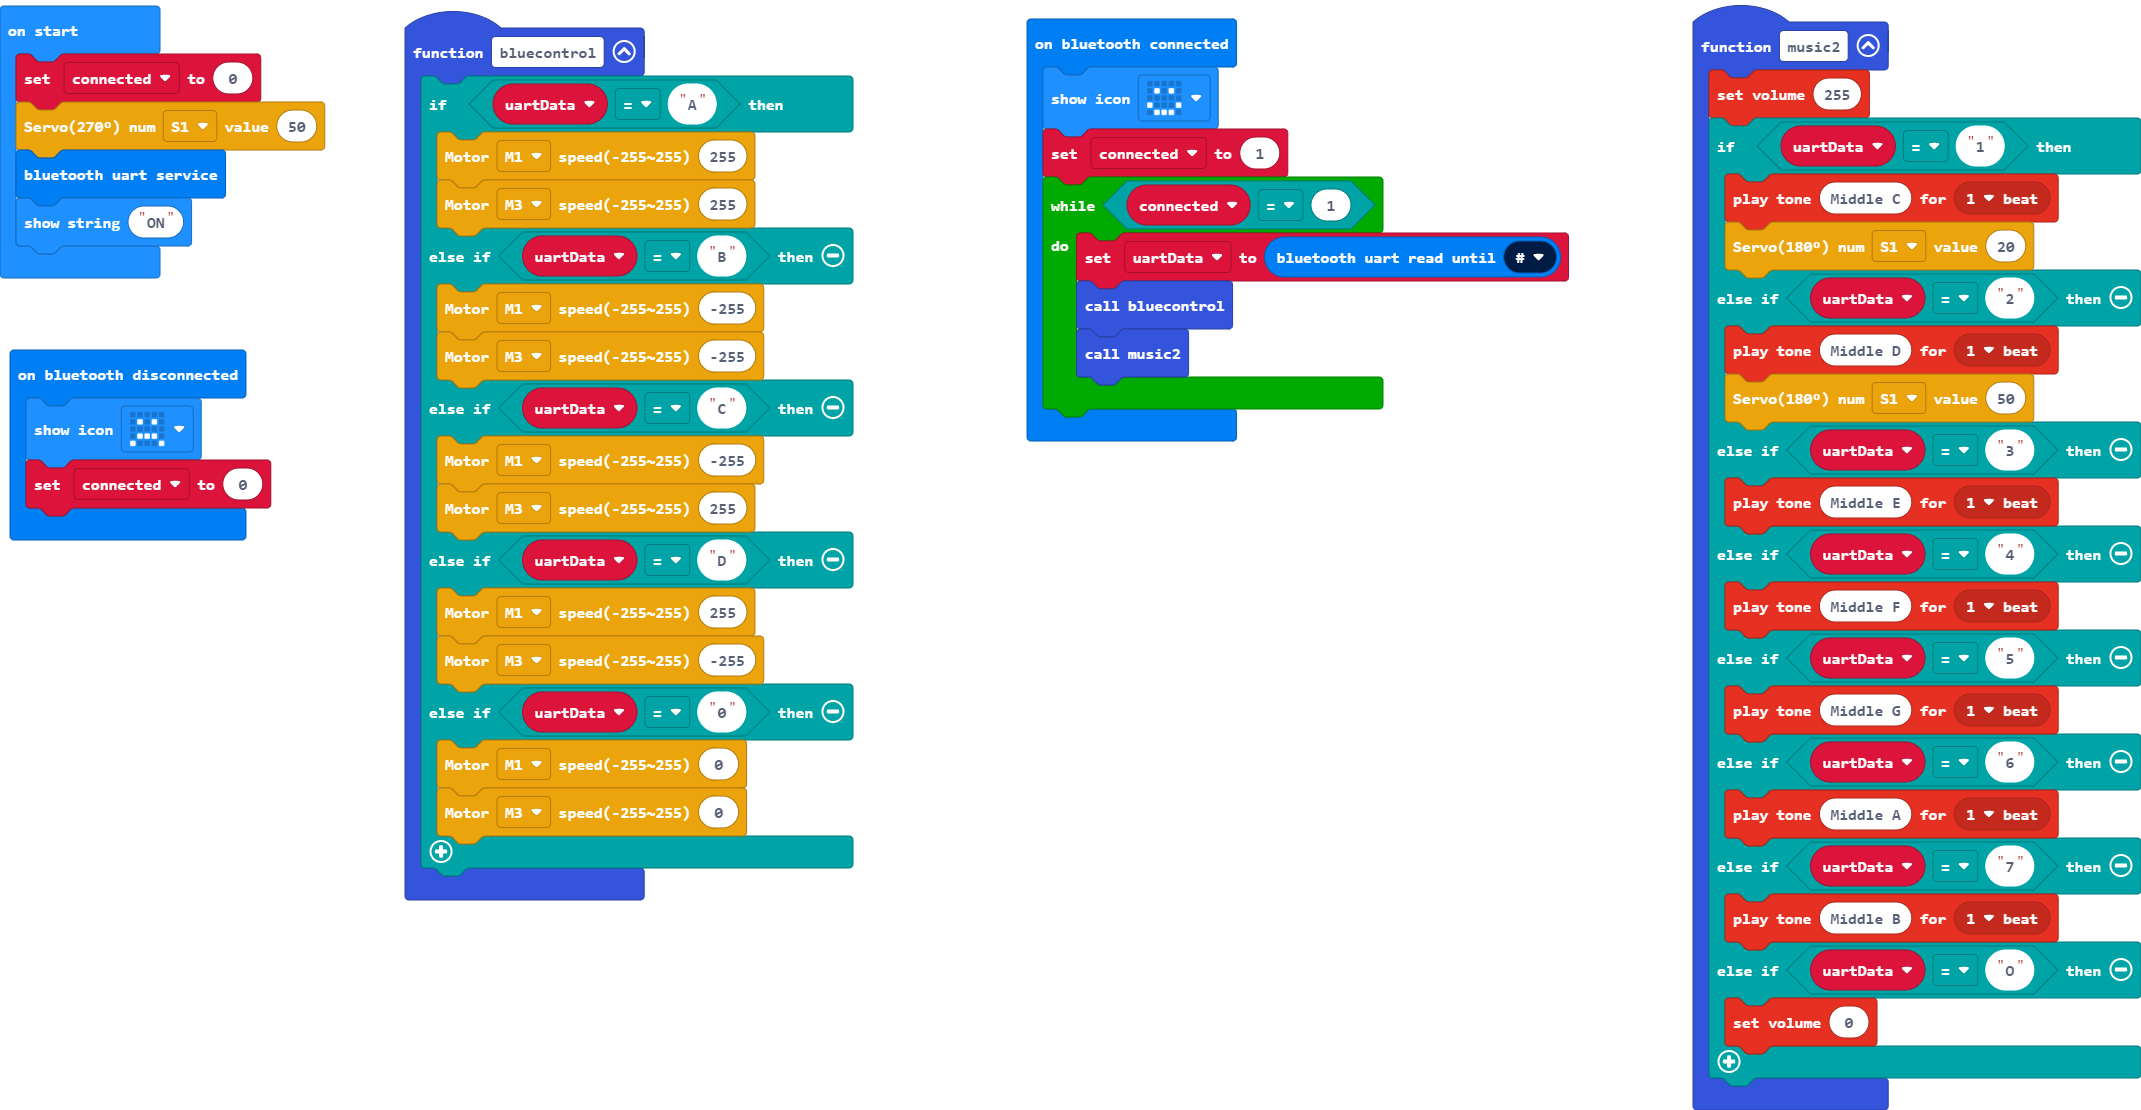 on start
set connected to 0
Servo(270º) num S1 value 50
bluetooth uart service
show string "ON"
on bluetooth disconnected
show icon
set connected to 0
function bluecontrol
if uartData = "A" then
Motor M1 speed(-255~255) 255
Motor M3 speed(-255~255) 255
else if uartData = "B" then
Motor M1 speed(-255~255) -255
Motor M3 speed(-255~255) -255
else if uartData = "C" then
Motor M1 speed(-255~255) -255
Motor M3 speed(-255~255) 255
else if uartData = "D" then
Motor M1 speed(-255~255) 255
Motor M3 speed(-255~255) -255
else if uartData = "0" then
Motor M1 speed(-255~255) 0
Motor M3 speed(-255~255) 0
on bluetooth connected
show icon
set connected to 1
while connected = 1
do
set uartData to bluetooth uart read until #
call bluecontrol
call music2
function music2
set volume 255
if uartData = "1" then
play tone Middle C for 1 beat
Servo(180º) num S1 value 20
else if uartData = "2" then
play tone Middle D for 1 beat
Servo(180º) num S1 value 50
else if uartData = "3" then
play tone Middle E for 1 beat
else if uartData = "4" then
play tone Middle F for 1 beat
else if uartData = "5" then
play tone Middle G for 1 beat
else if uartData = "6" then
play tone Middle A for 1 beat
else if uartData = "7" then
play tone Middle B for 1 beat
else if uartData = "O" then
set volume 0